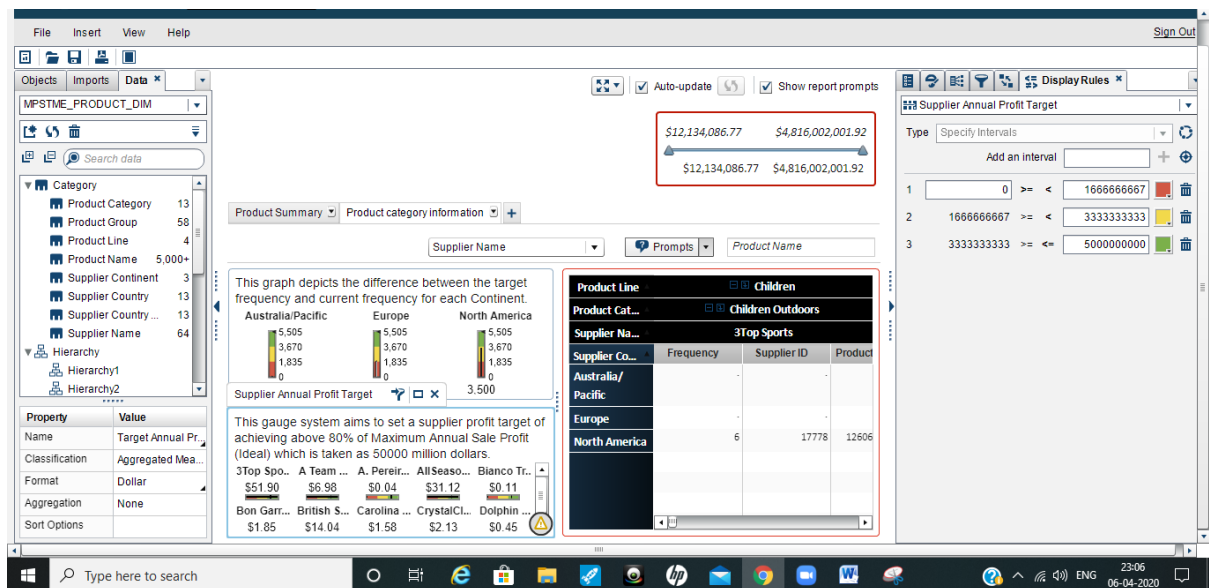 File Insert View Help Sign Out
Objects Imports Data
MPSTME_PRODUCT_DIM
Search data
Category
Product Category 13
Product Group 58
Product Line 4
Product Name 5,000+
Supplier Continent 3
Supplier Country 13
Supplier Country ... 13
Supplier Name 64
Hierarchy
Hierarchy1
Hierarchy2
Property Value
Name Target Annual Pr...
Classification Aggregated Mea...
Format Dollar
Aggregation None
Sort Options
Auto-update Show report prompts
$12,134,086.77 $4,816,002,001.92
$12,134,086.77 $4,816,002,001.92
Product Summary Product category information
Supplier Name Prompts Product Name
This graph depicts the difference between the target
frequency and current frequency for each Continent.
Australia/Pacific Europe North America
5,505 5,505 5,505
3,670 3,670 3,670
1,835 1,835 1,835
0 0 0
3.500
Supplier Annual Profit Target
This gauge system aims to set a supplier profit target of
achieving above 80% of Maximum Annual Sale Profit
(Ideal) which is taken as 50000 million dollars.
3Top Spo.. A Team ... A. Pereir... AllSeaso... Bianco Tr..
$51.90 $6.98 $0.04 $31.12 $0.11
Bon Garr... British S... Carolina ... CrystalCl... Dolphin ...
$1.85 $14.04 $1.58 $2.13 $0.45
Product Line Children
Product Cat... Children Outdoors
Supplier Na... 3Top Sports
Supplier Co... Frequency Supplier ID Product
Australia/
Pacific - -
Europe - -
North America 6 17778 12606
Display Rules
Supplier Annual Profit Target
Type Specify Intervals
Add an interval
1 0 >= < 1666666667
2 1666666667 >= < 3333333333
3 3333333333 >= <= 5000000000
Type here to search
ENG
23:06
06-04-2020